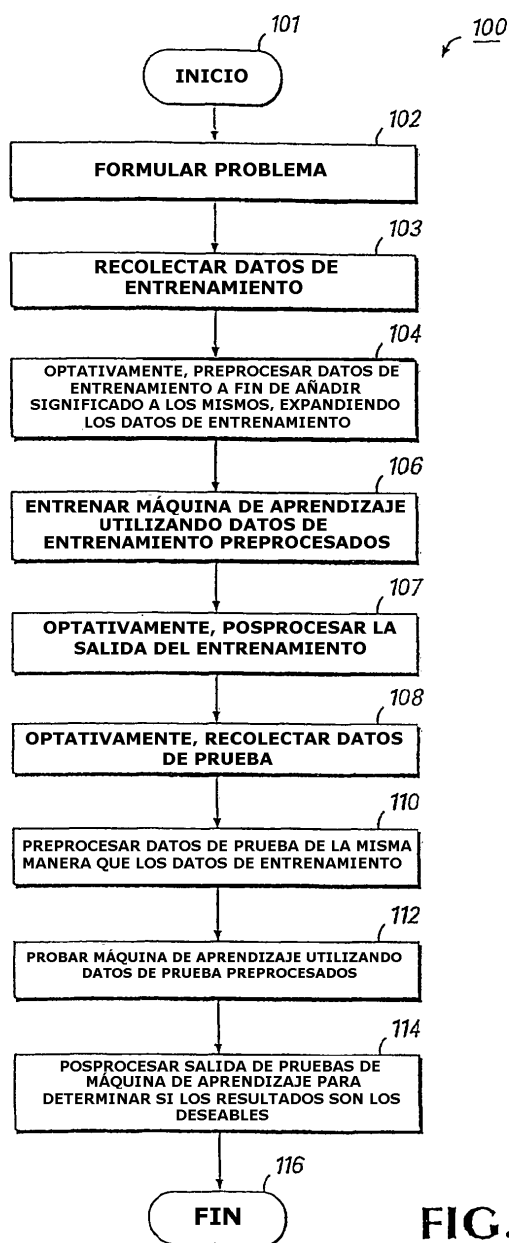 101
100
INICIO
102
FORMULAR PROBLEMA
103
RECOLECTAR DATOS DE
ENTRENAMIENTO
104
OPTATIVAMENTE, PREPROCESAR DATOS DE
ENTRENAMIENTO A FIN DE AÑADIR
SIGNIFICADO A LOS MISMOS, EXPANDIENDO
LOS DATOS DE ENTRENAMIENTO
106
ENTRENAR MÁQUINA DE APRENDIZAJE
UTILIZANDO DATOS DE
ENTRENAMIENTO PREPROCESADOS
107
OPTATIVAMENTE, POSPROCESAR LA
SALIDA DEL ENTRENAMIENTO
108
OPTATIVAMENTE, RECOLECTAR DATOS
DE PRUEBA
110
PREPROCESAR DATOS DE PRUEBA DE LA MISMA
MANERA QUE LOS DATOS DE ENTRENAMIENTO
112
PROBAR MÁQUINA DE APRENDIZAJE UTILIZANDO
DATOS DE PRUEBA PREPROCESADOS
114
POSPROCESAR SALIDA DE PRUEBAS DE
MÁQUINA DE APRENDIZAJE PARA
DETERMINAR SI LOS RESULTADOS SON LOS
DESEABLES
116
FIN
FIG.